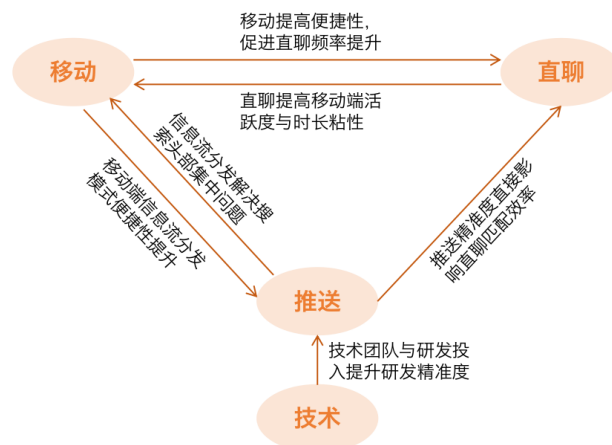 移动提高便捷性，
促进直聊频率提升
移动
直聊
直聊提高移动端活
跃度与时长粘性
信息流分发解决搜
索头部集中问题
移动端信息流分发
模式便捷性提升
推送精准度直接影
响直聊匹配效率
推送
技术团队与研发投
入提升研发精准度
技术